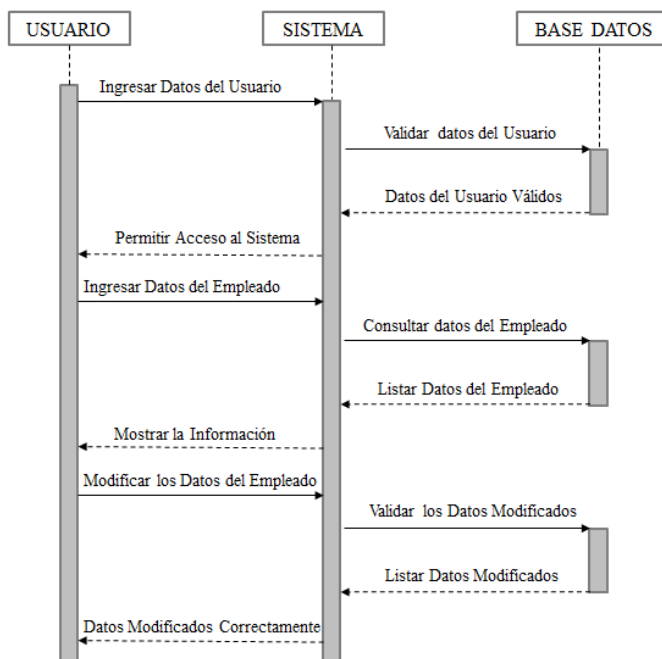 USUARIO
SISTEMA
BASE DATOS
Ingresar Datos del Usuario
Validar datos del Usuario
Datos del Usuario Válidos
Permitir Acceso al Sistema
Ingresar Datos del Empleado
Consultar datos del Empleado
Listar Datos del Empleado
Mostrar la Información
Modificar los Datos del Empleado
Validar los Datos Modificados
Listar Datos Modificados
Datos Modificados Correctamente